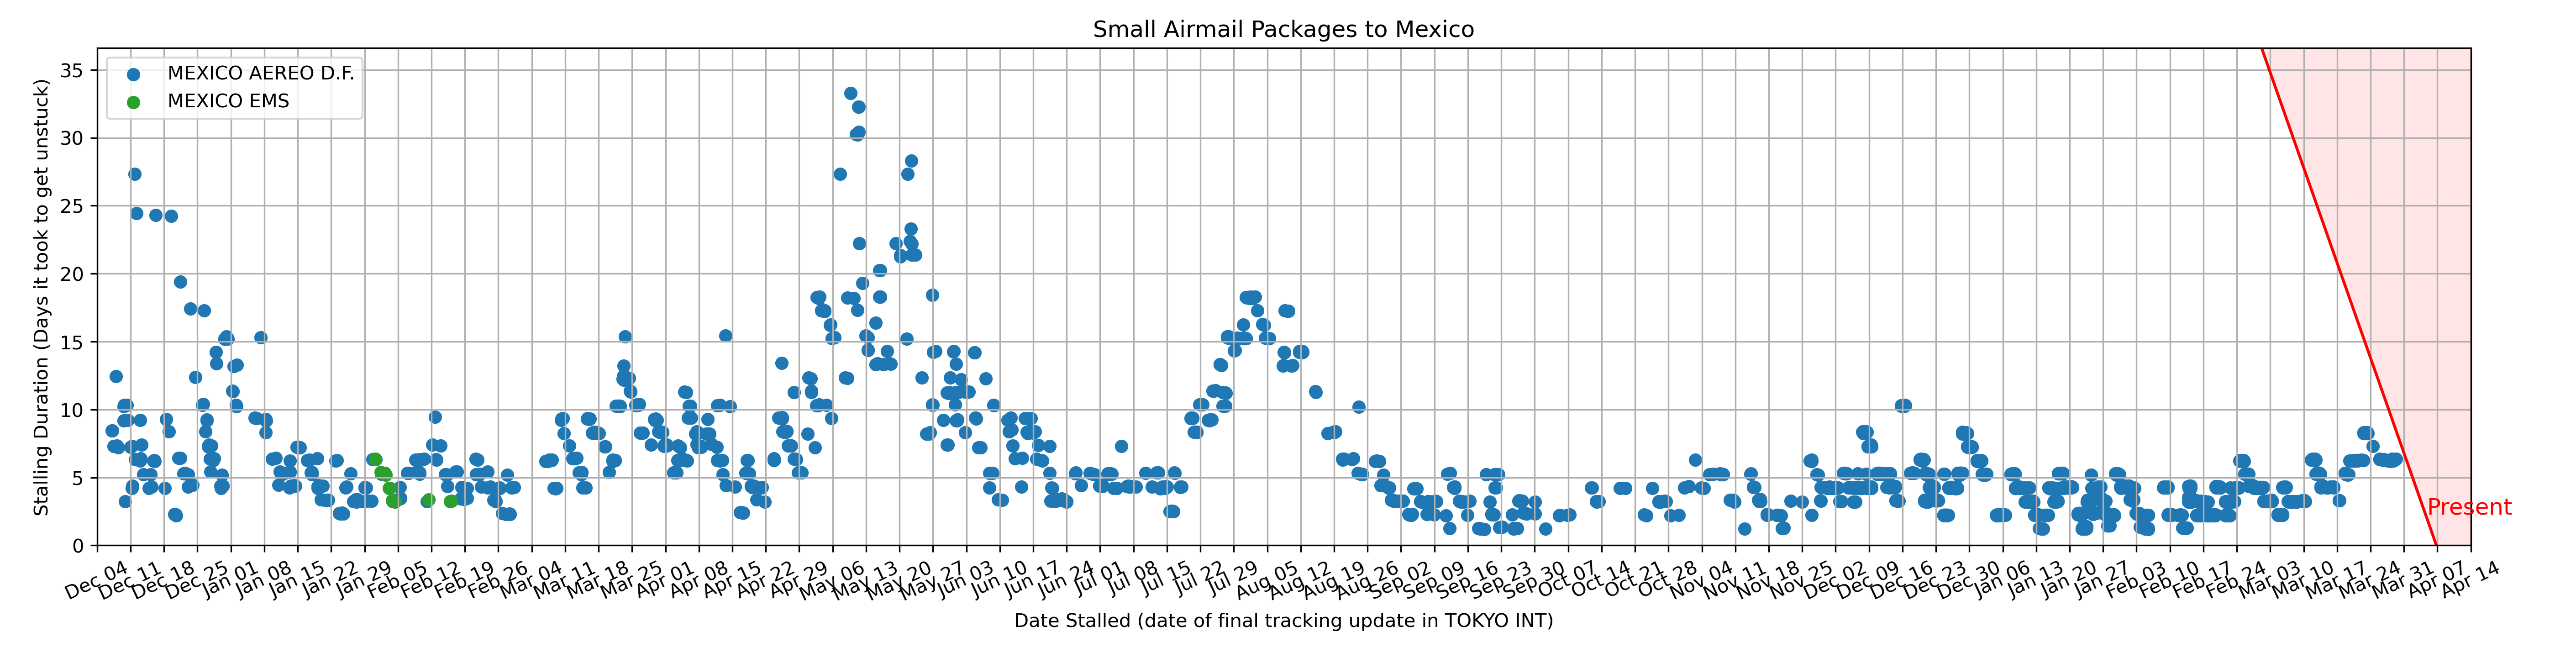 Small Airmail Packages to Mexico
MEXICO AEREO D.F.
MEXICO EMS
Stalling Duration (Days it took to get unstuck)
35
30
25
20
15
10
5
0
Present
Dec 04 Dec 11 Dec 18 Dec 25 Jan 01 Jan 08 Jan 15 Jan 22 Jan 29 Feb 05 Feb 12 Feb 19 Feb 26 Mar 04 Mar 11 Mar 18 Mar 25 Apr 01 Apr 08 Apr 15 Apr 22 Apr 29 May 06 May 13 May 20 May 27 Jun 03 Jun 10 Jun 17 Jun 24 Jul 01 Jul 08 Jul 15 Jul 22 Jul 29 Aug 05 Aug 12 Aug 19 Aug 26 Sep 02 Sep 09 Sep 16 Sep 23 Sep 30 Oct 07 Oct 14 Oct 21 Oct 28 Nov 04 Nov 11 Nov 18 Nov 25 Dec 02 Dec 09 Dec 16 Dec 23 Dec 30 Jan 06 Jan 13 Jan 20 Jan 27 Feb 03 Feb 10 Feb 17 Feb 24 Mar 03 Mar 10 Mar 17 Mar 24 Mar 31 Apr 07 Apr 14
Date Stalled (date of final tracking update in TOKYO INT)